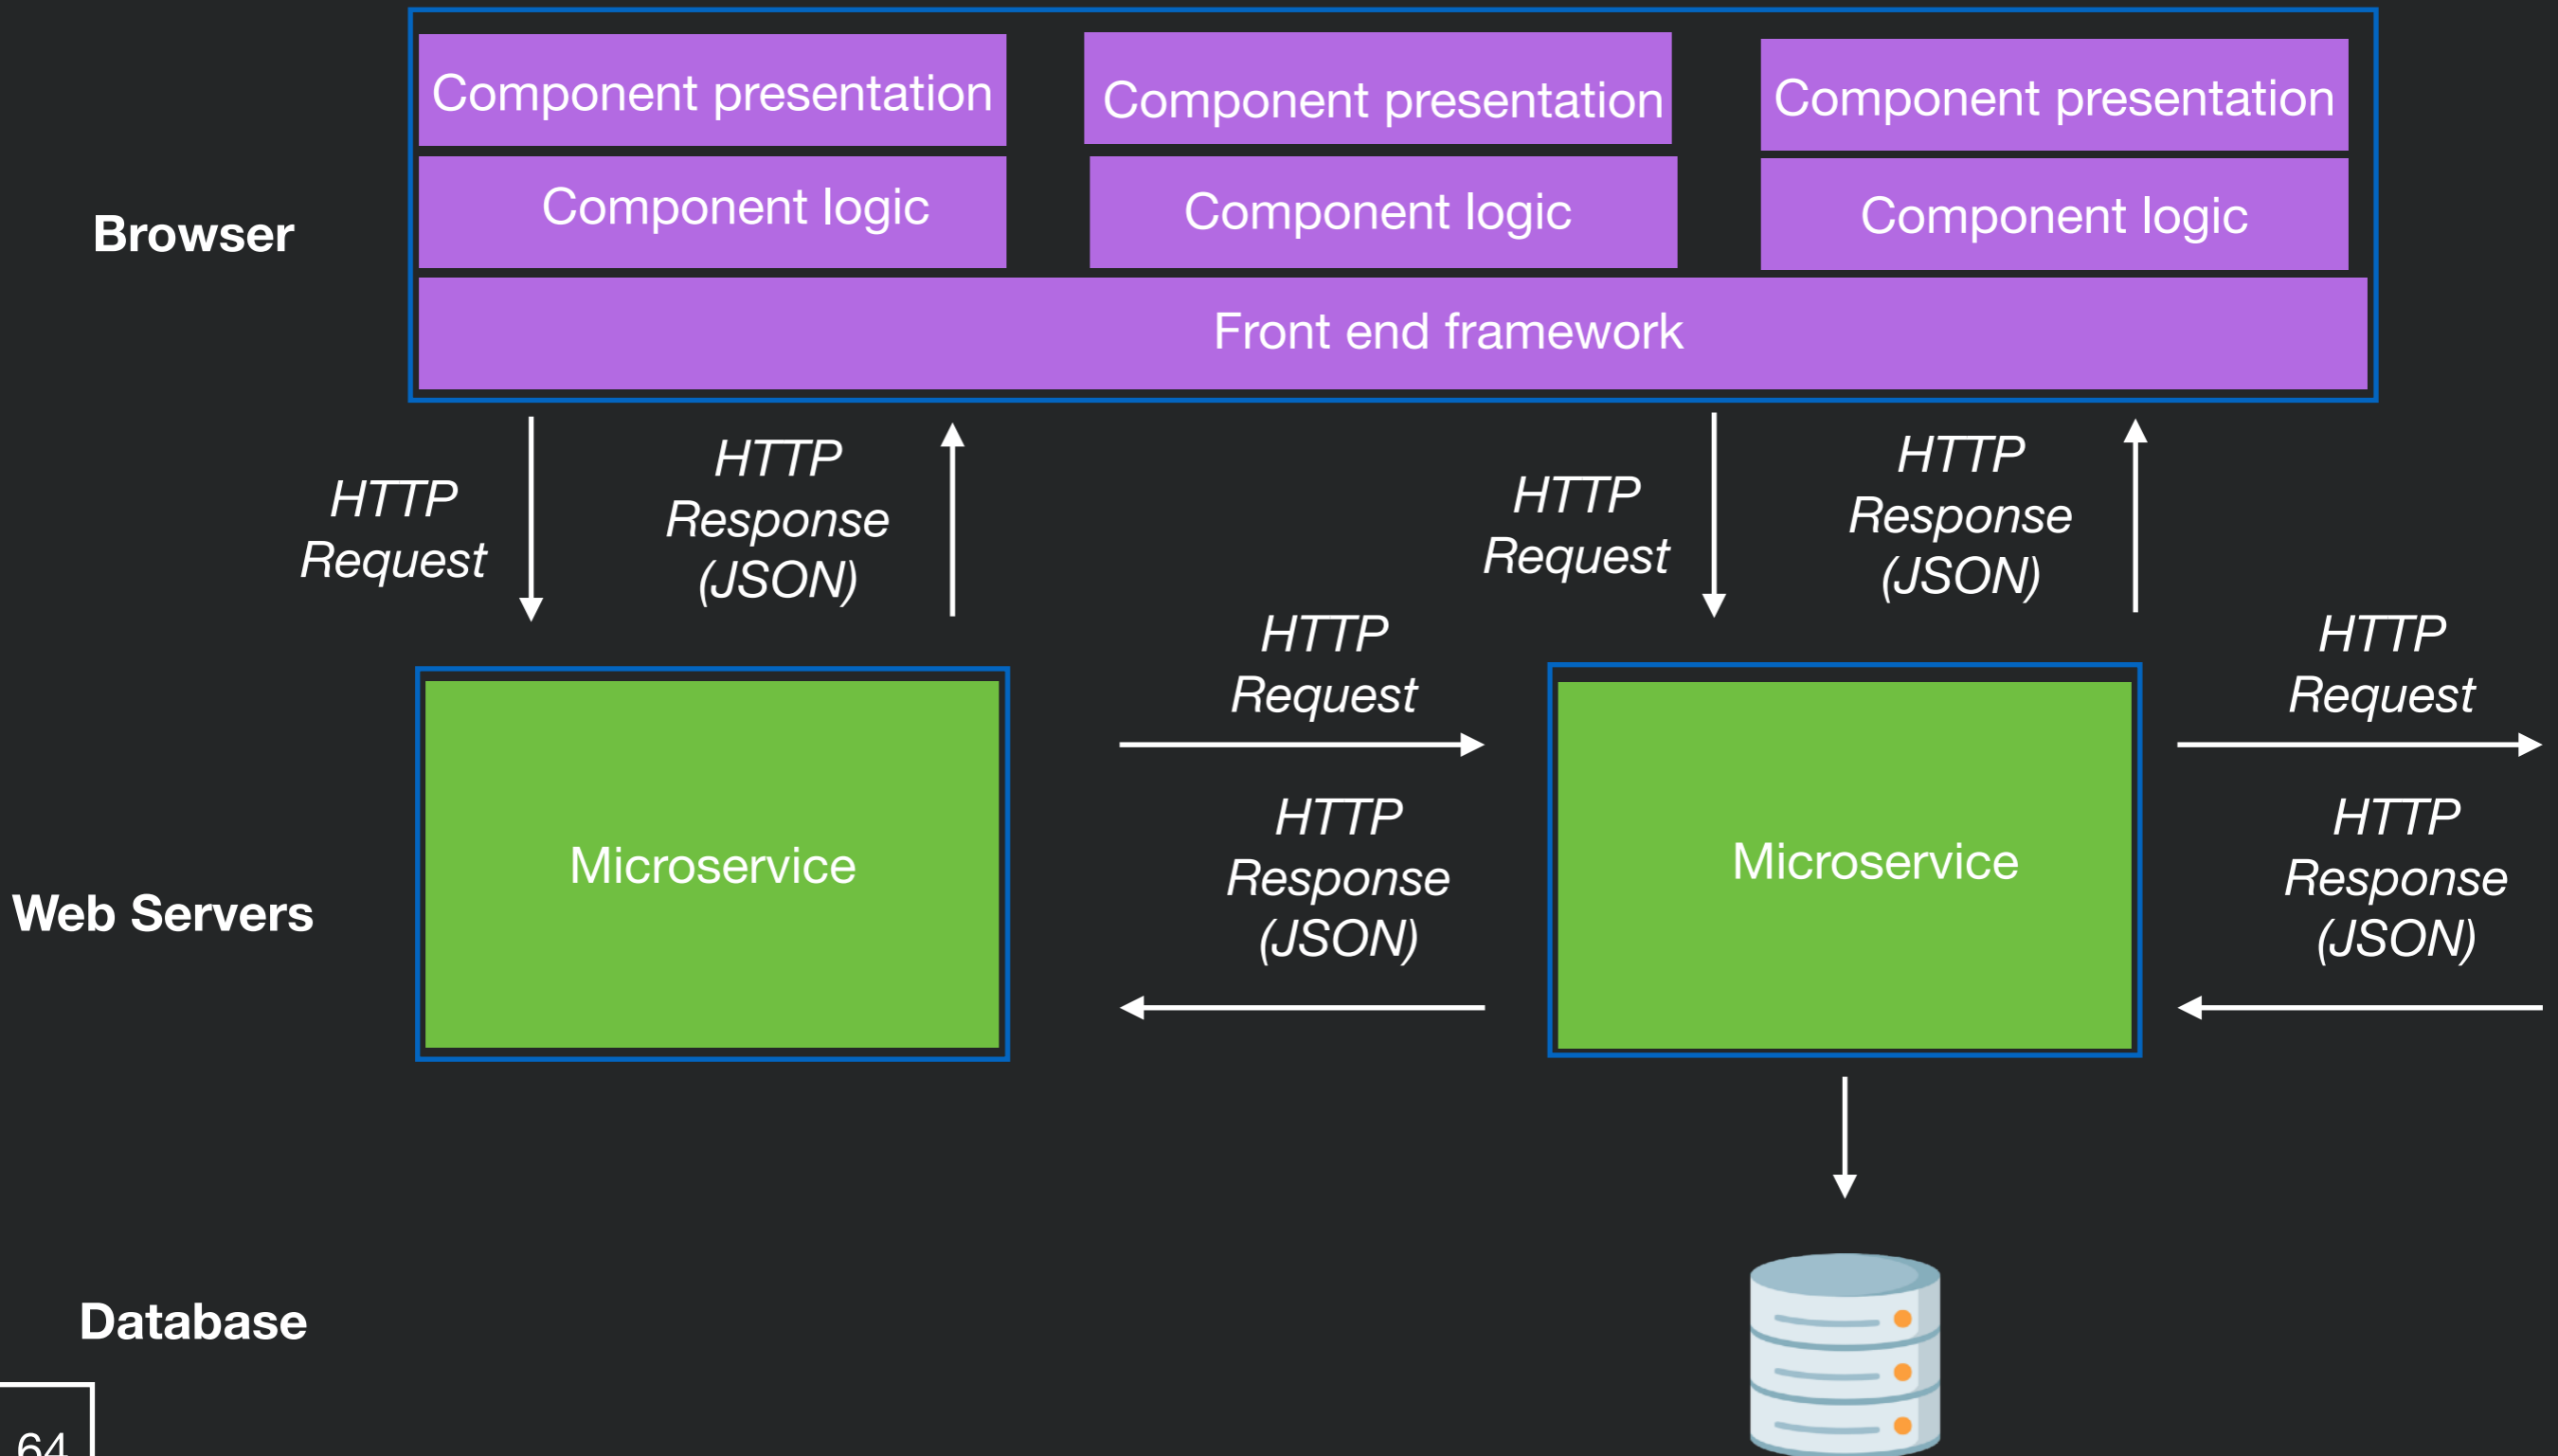 Component presentation
Component presentation
Component presentation
Component logic
Component logic
Component logic
Browser
Front end framework
HTTP
Request
HTTP
Response
(JSON)
HTTP
Request
HTTP
Response
(JSON)
HTTP
Request
HTTP
Request
Microservice
HTTP
Response
(JSON)
Microservice
HTTP
Response
(JSON)
Web Servers
Database
64